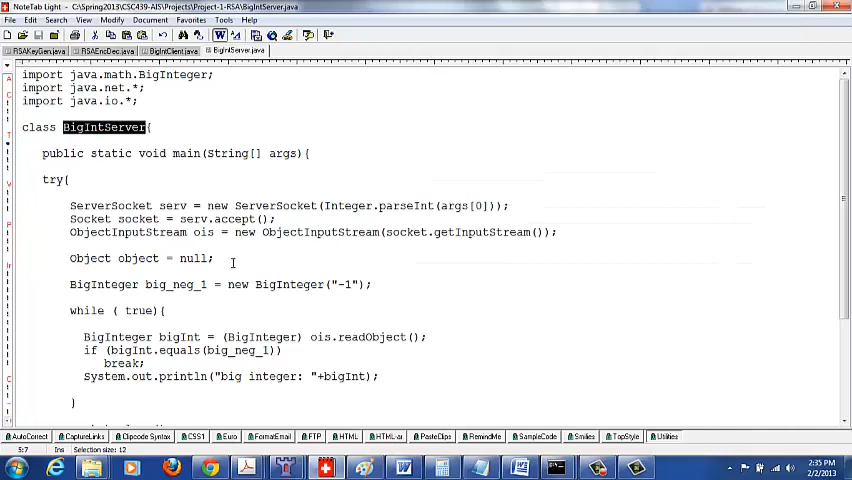 NoteTab Light - C:\Spring2013\CSC439-AIS\Projects\Project-1-RSA\BigIntServer.java
File Edit Search View Modify Document Favorites Tools Help
RSAKeyGen.java RSAEncDec.java BigIntClient.java BigIntServer.java
import java.math.BigInteger;
import java.net.*;
import java.io.*;
class BigIntServer{
public static void main(String[] args){
try{
ServerSocket serv = new ServerSocket(Integer.parseInt(args[0]));
Socket socket = serv.accept();
ObjectInputStream ois = new ObjectInputStream(socket.getInputStream());
Object object = null;
BigInteger big_neg_1 = new BigInteger("-1");
while ( true){
BigInteger bigInt = (BigInteger) ois.readObject();
if (bigInt.equals(big_neg_1))
break;
System.out.println("big integer: "+bigInt);
}
AutoCorrect CaptureLinks Clipcode Syntax CSS1 Euro FormatEmail FTP HTML HTML-ar PasteClips RemindMe SampleCode Smilies TopStyle Utilities
5:7 Ins Selection size: 12
2:35 PM
2/2/2013